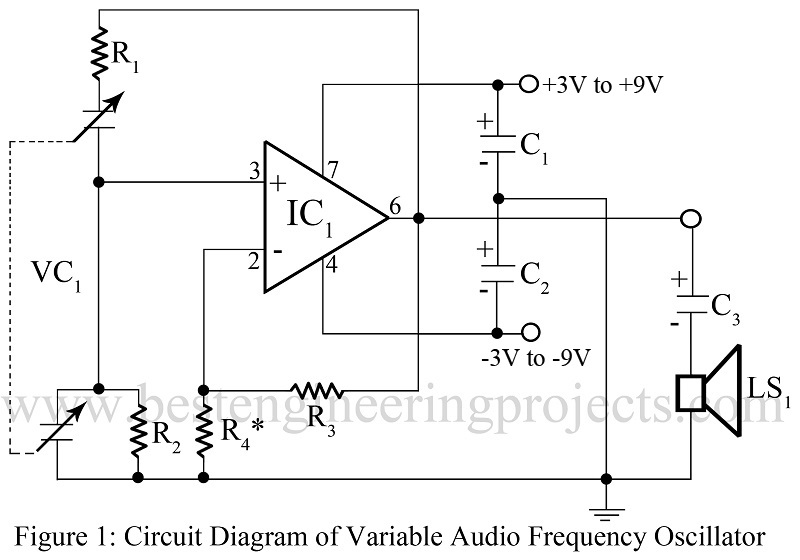 R1
+3V to +9V
+
C1
-
3
7
+
IC1
6
-
2
4
VC1
+
C2
-
+
C3
-
-3V to -9V
LS1
www.bestengineeringprojects.com
R2
R4*
R3
Figure 1: Circuit Diagram of Variable Audio Frequency Oscillator